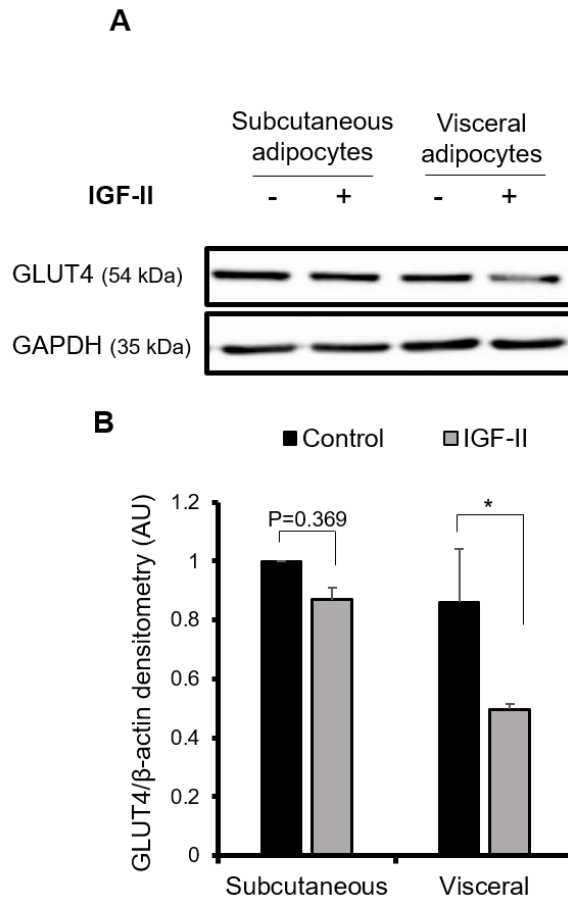 A
Subcutaneous adipocytes
Visceral adipocytes
IGF-II - + - +
GLUT4 (54 kDa)
GAPDH (35 kDa)
B
Control IGF-II
GLUT4/β-actin densitometry (AU)
1.2
1
0.8
0.6
0.4
0.2
0
P=0.369
*
Subcutaneous Visceral